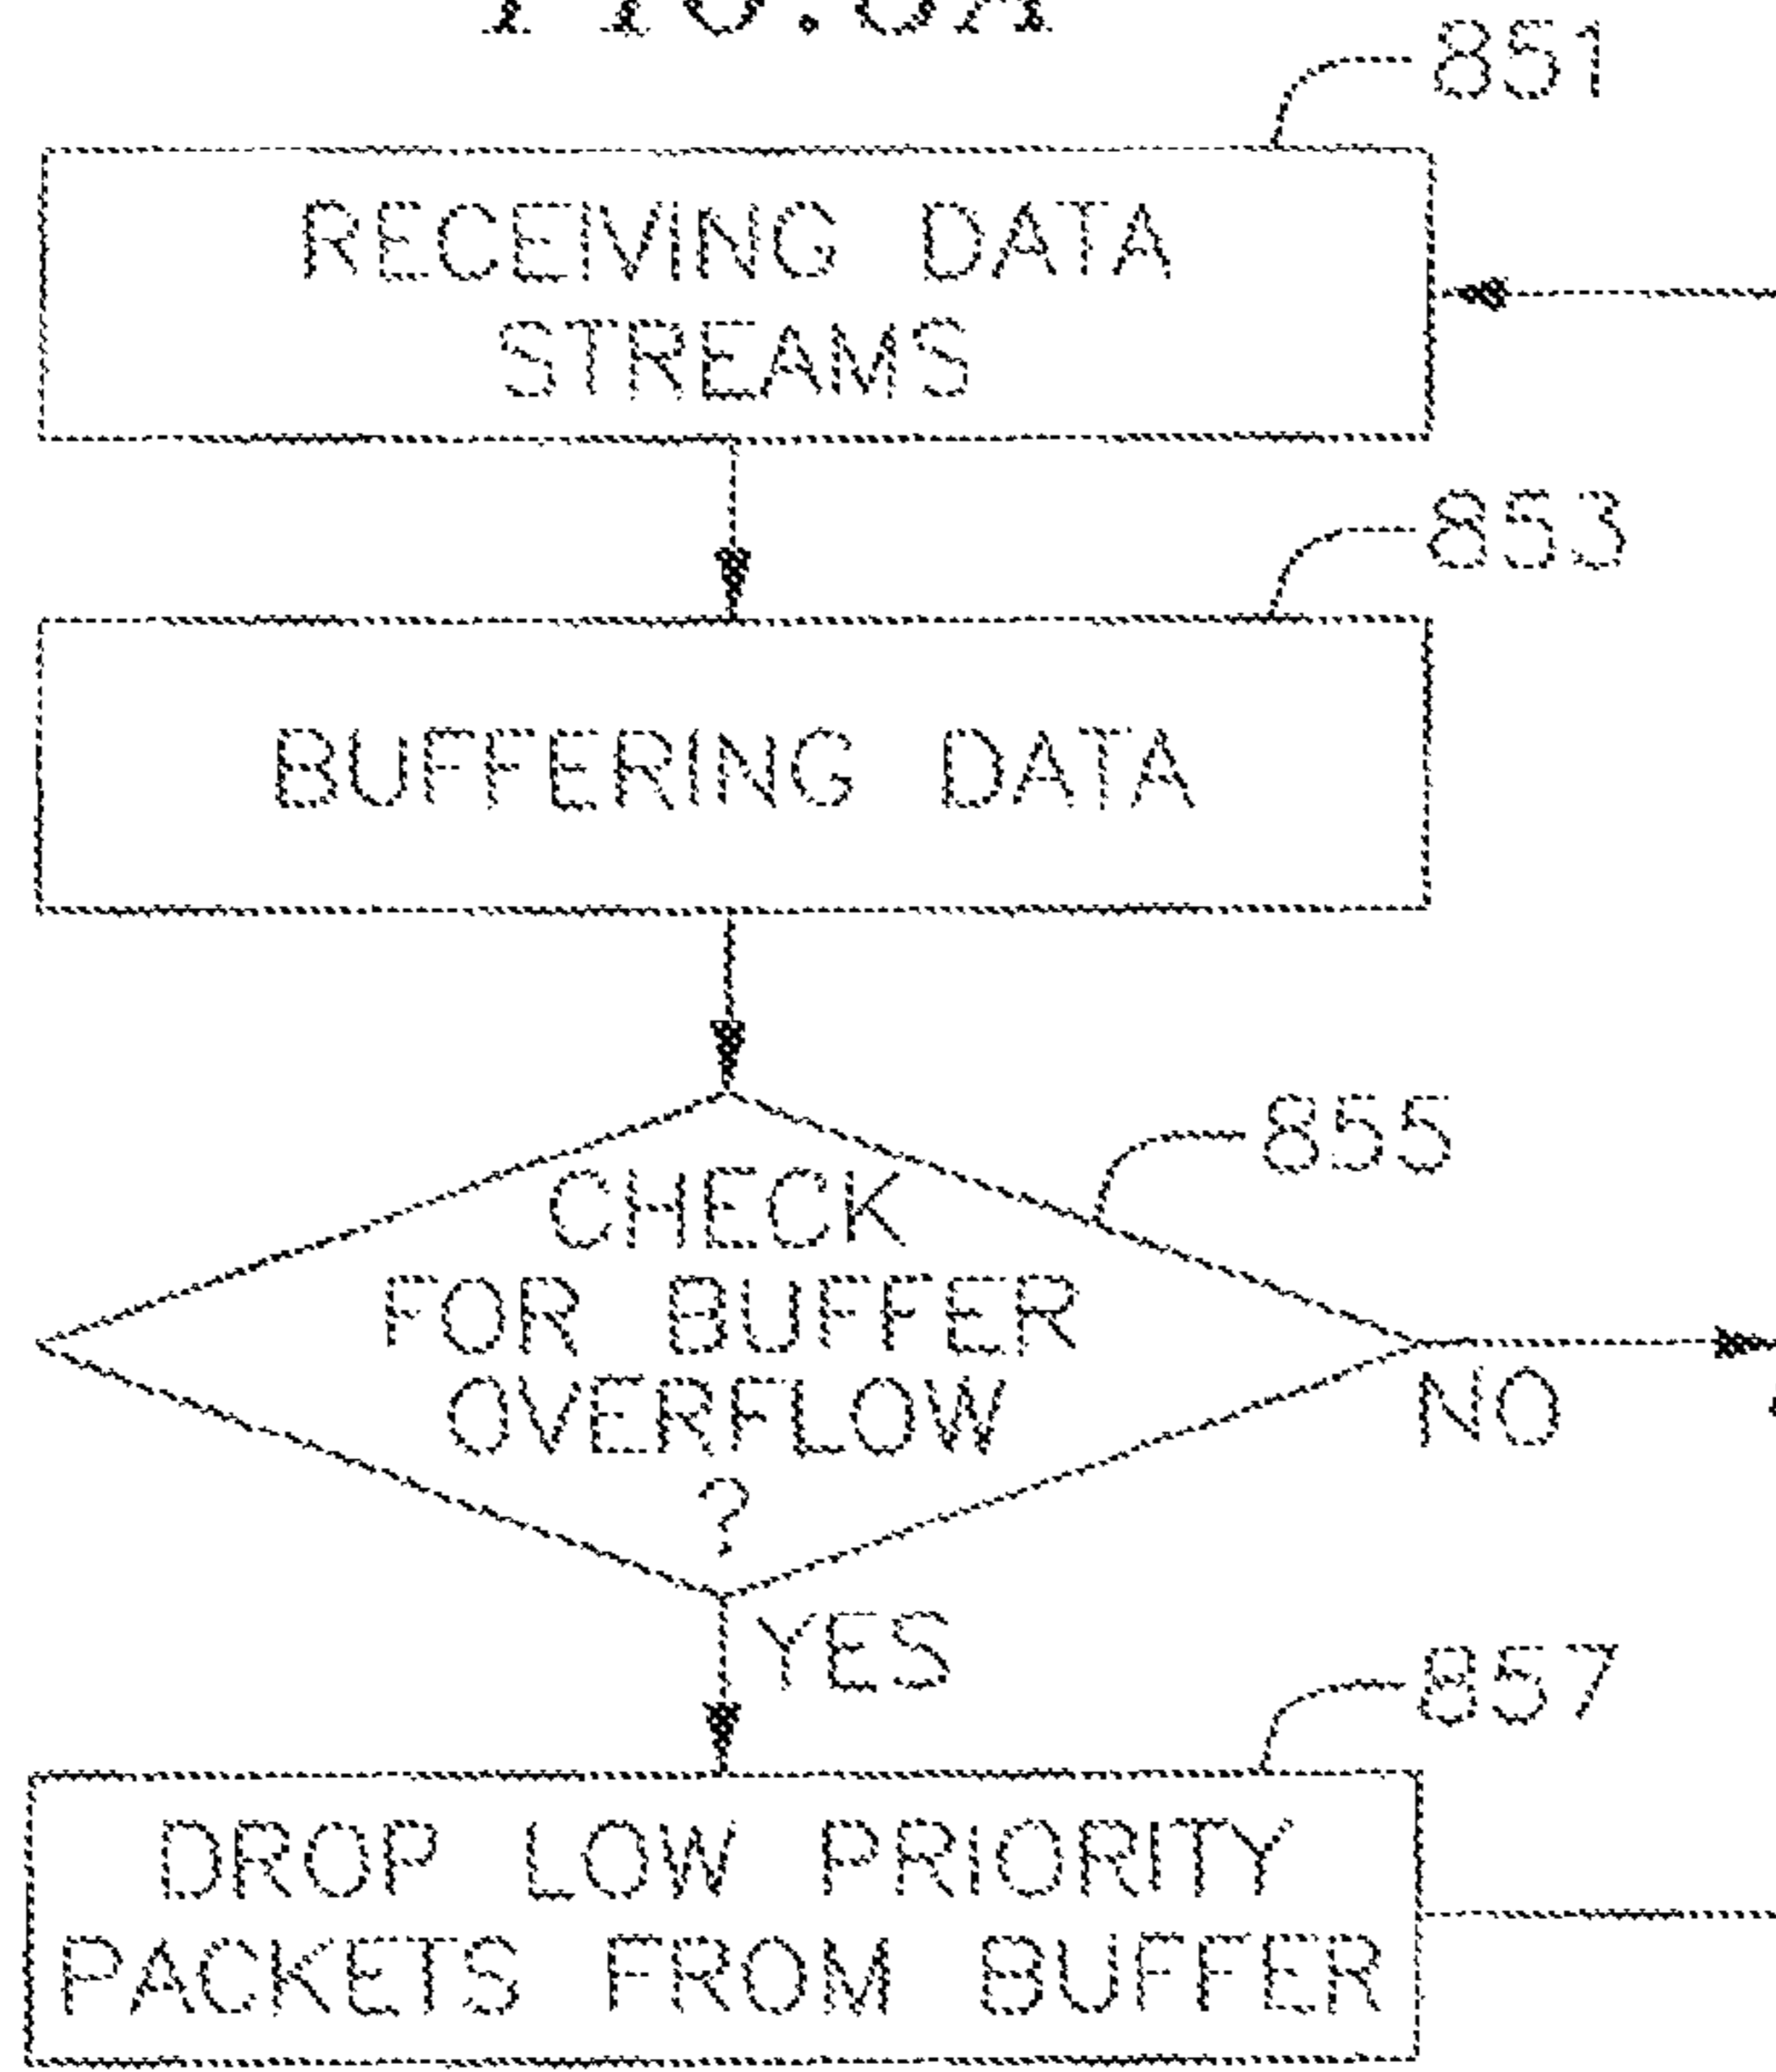 851
RECEIVING DATA
STREAMS
853
BUFFERING DATA
855
CHECK
FOR BUFFER
OVERFLOW
?
NO
YES
857
DROP LOW PRIORITY
PACKETS FROM BUFFER